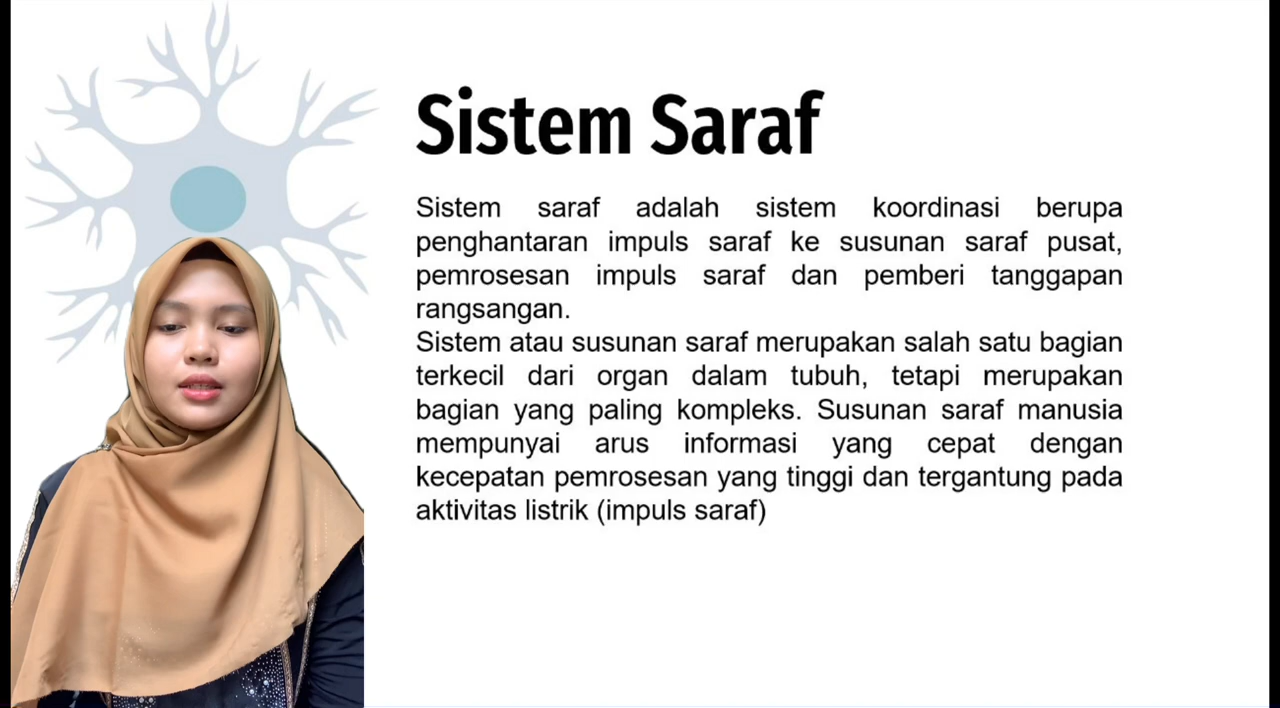 Sistem Saraf
Sistem saraf adalah sistem koordinasi berupa
penghantaran impuls saraf ke susunan saraf pusat,
pemrosesan impuls saraf dan pemberi tanggapan
rangsangan.
Sistem atau susunan saraf merupakan salah satu bagian
terkecil dari organ dalam tubuh, tetapi merupakan
bagian yang paling kompleks. Susunan saraf manusia
mempunyai arus informasi yang cepat dengan
kecepatan pemrosesan yang tinggi dan tergantung pada
aktivitas listrik (impuls saraf)